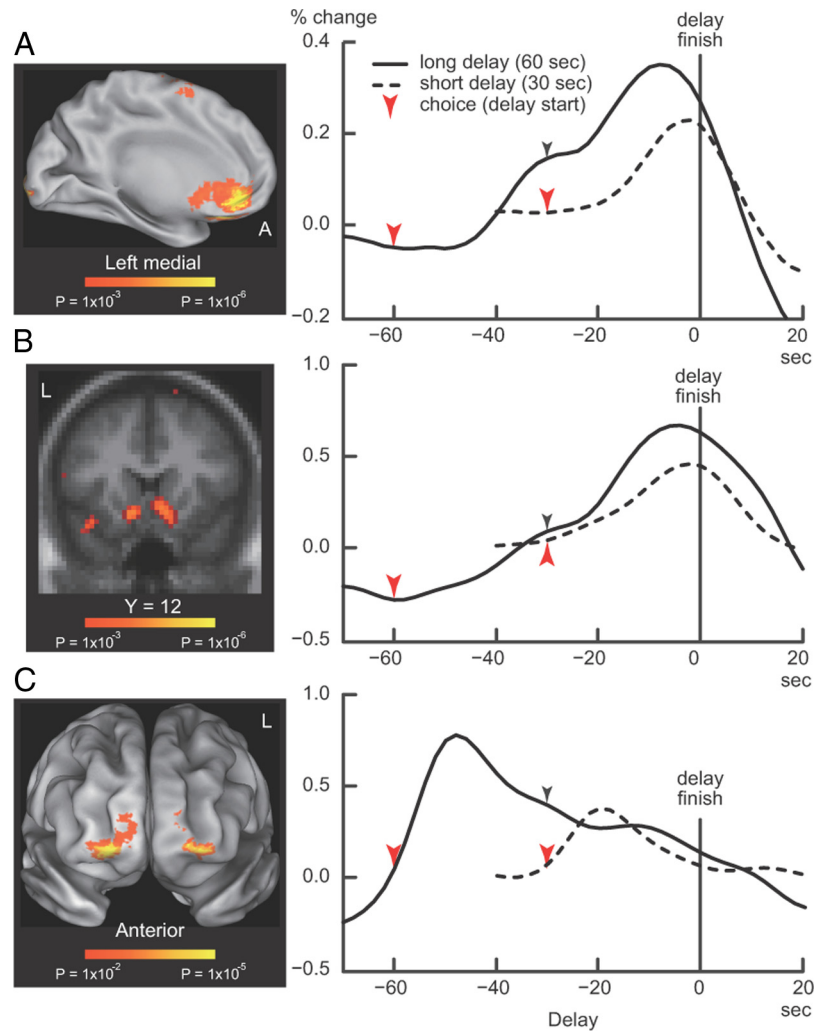 A
Left medial
P = 1x10⁻³ P = 1x10⁻⁶
A
% change
0.4
0.2
0.0
−0.2
long delay (60 sec)
short delay (30 sec)
choice (delay start)
delay
finish
−60 −40 −20 0 20
sec
B
L
Y = 12
P = 1x10⁻³ P = 1x10⁻⁶
1.0
0.5
0.0
−0.5
delay
finish
−60 −40 −20 0 20
sec
C
L
Anterior
P = 1x10⁻² P = 1x10⁻⁵
1.0
0.5
0.0
−0.5
delay
finish
−60 −40 −20 0 20
Delay
sec